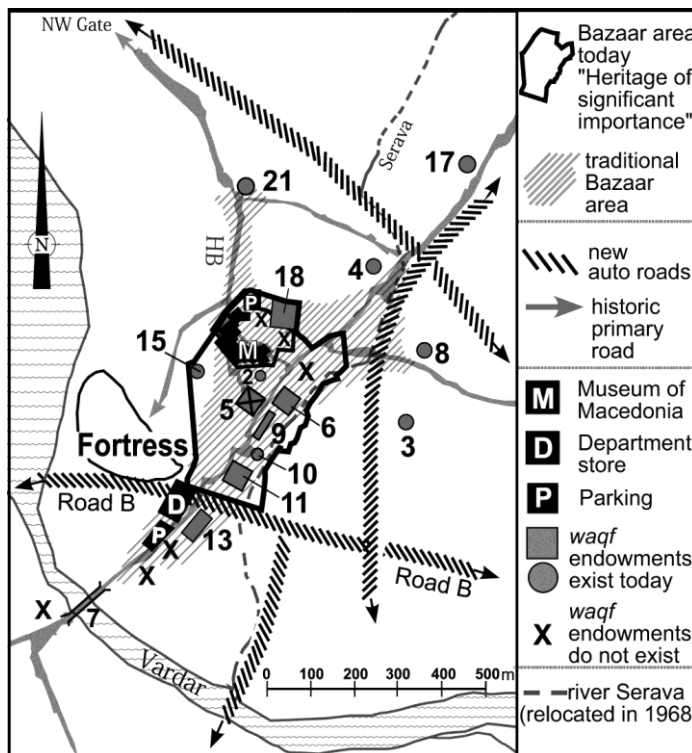 NW Gate
Serava
17
21
HB
4
18
P
M
15
2
8
5
6
3
9
Fortress
10
11
Road B
D
13
P
Road B
7
Vardar
N
0 100 200 300 400 500 m
X
X
X
X
X
X
Bazaar area
today
"Heritage of
significant
importance"
traditional
Bazaar
area
new
auto roads
historic
primary
road
M Museum of
Macedonia
D Department
store
P Parking
waqf
endowments
exist today
X waqf
endowments
do not exist
river Serava
(relocated in 1968